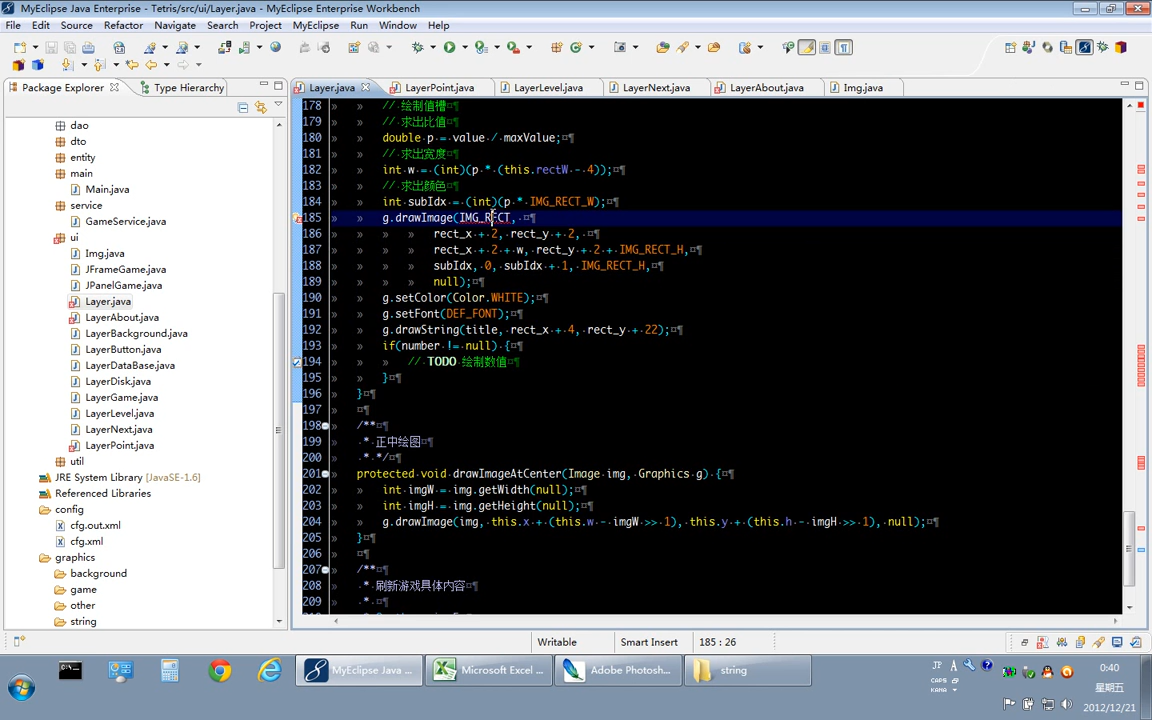 MyEclipse Java Enterprise - Tetris/src/ui/Layer.java - MyEclipse Enterprise Workbench
File Edit Source Refactor Navigate Search Project MyEclipse Run Window Help
Package Explorer
Type Hierarchy
dao
dto
entity
main
Main.java
service
GameService.java
ui
Img.java
JFrameGame.java
JPanelGame.java
Layer.java
LayerAbout.java
LayerBackground.java
LayerButton.java
LayerDataBase.java
LayerDisk.java
LayerGame.java
LayerLevel.java
LayerNext.java
LayerPoint.java
util
JRE System Library [JavaSE-1.6]
Referenced Libraries
config
cfg.out.xml
cfg.xml
graphics
background
game
other
string
Layer.java LayerPoint.java LayerLevel.java LayerNext.java LayerAbout.java Img.java
178 // 绘制值槽
179 // 求出比值
180 double p = value / maxValue;
181 // 求出宽度
182 int w = (int)(p * (this.rectW - 4));
183 // 求出颜色
184 int subIdx = (int)(p * IMG_RECT_W);
185 g.drawImage(IMG_RECT,
186 rect_x + 2, rect_y + 2,
187 rect_x + 2 + w, rect_y + 2 + IMG_RECT_H,
188 subIdx, 0, subIdx + 1, IMG_RECT_H,
189 null);
190 g.setColor(Color.WHITE);
191 g.setFont(DEF_FONT);
192 g.drawString(title, rect_x + 4, rect_y + 22);
193 if(number != null) {
194 // TODO 绘制数值
195 }
196 }
197
198 /**
199 * 正中绘图
200 * */
201 protected void drawImageAtCenter(Image img, Graphics g) {
202 int imgW = img.getWidth(null);
203 int imgH = img.getHeight(null);
204 g.drawImage(img, this.x + (this.w - imgW >> 1), this.y + (this.h - imgH >> 1), null);
205 }
206
207 /**
208 * 刷新游戏具体内容
209 *
Writable Smart Insert 185 : 26
MyEclipse Java ... Microsoft Excel ... Adobe Photosh... string
JP A
CAPS
KANA
0:40
星期五
2012/12/21